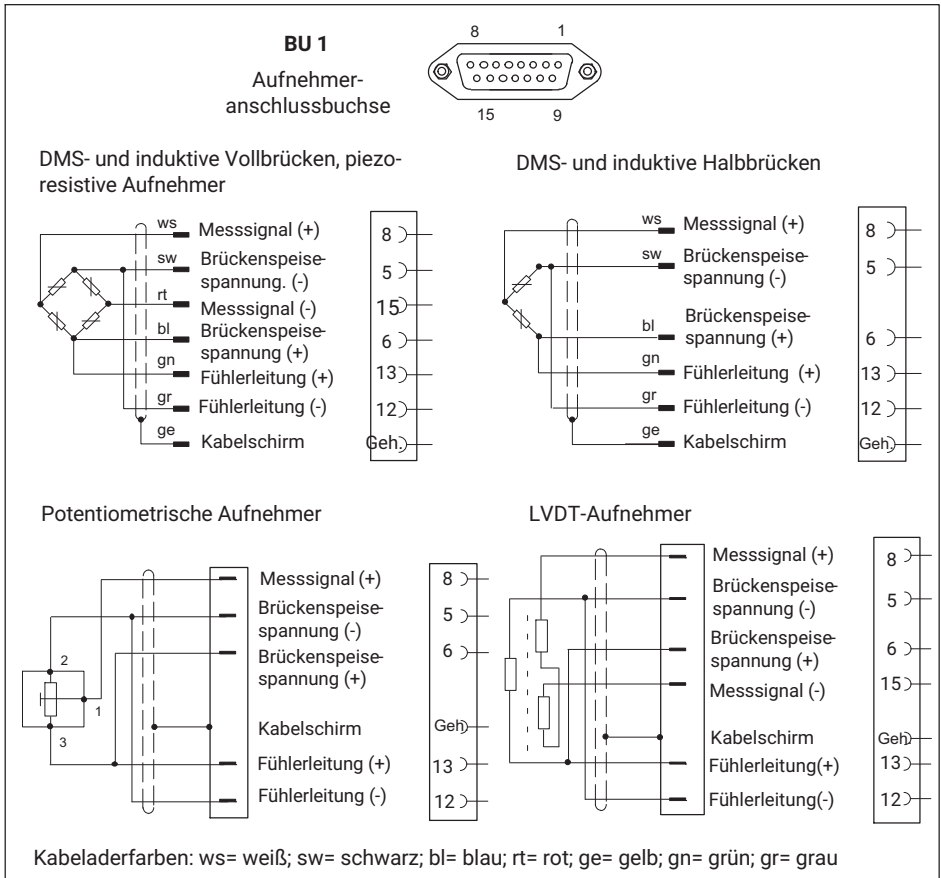 BU 1
Aufnehmer-
anschlussbuchse
8 1
15 9
DMS- und induktive Vollbrücken, piezo-
resistive Aufnehmer
ws Messsignal (+) 8
sw Brückenspeise-
spannung. (-) 5
rt Messsignal (-) 15
bl Brückenspeise-
spannung (+) 6
gn Fühlerleitung (+) 13
gr Fühlerleitung (-) 12
ge Kabelschirm Geh.
DMS- und induktive Halbbrücken
ws Messsignal (+) 8
sw Brückenspeise-
spannung (-) 5
bl Brückenspeise-
spannung (+) 6
gn Fühlerleitung (+) 13
gr Fühlerleitung (-) 12
ge Kabelschirm Geh.
Potentiometrische Aufnehmer
2
1
3
Messsignal (+) 8
Brückenspeise-
spannung (-) 5
Brückenspeise-
spannung (+) 6
Kabelschirm Geh
Fühlerleitung (+) 13
Fühlerleitung (-) 12
LVDT-Aufnehmer
Messsignal (+) 8
Brückenspeise-
spannung (-) 5
Brückenspeise-
spannung (+) 6
Messsignal (-) 15
Kabelschirm Geh
Fühlerleitung(+) 13
Fühlerleitung(-) 12
Kabeladerfarben: ws= weiß; sw= schwarz; bl= blau; rt= rot; ge= gelb; gn= grün; gr= grau